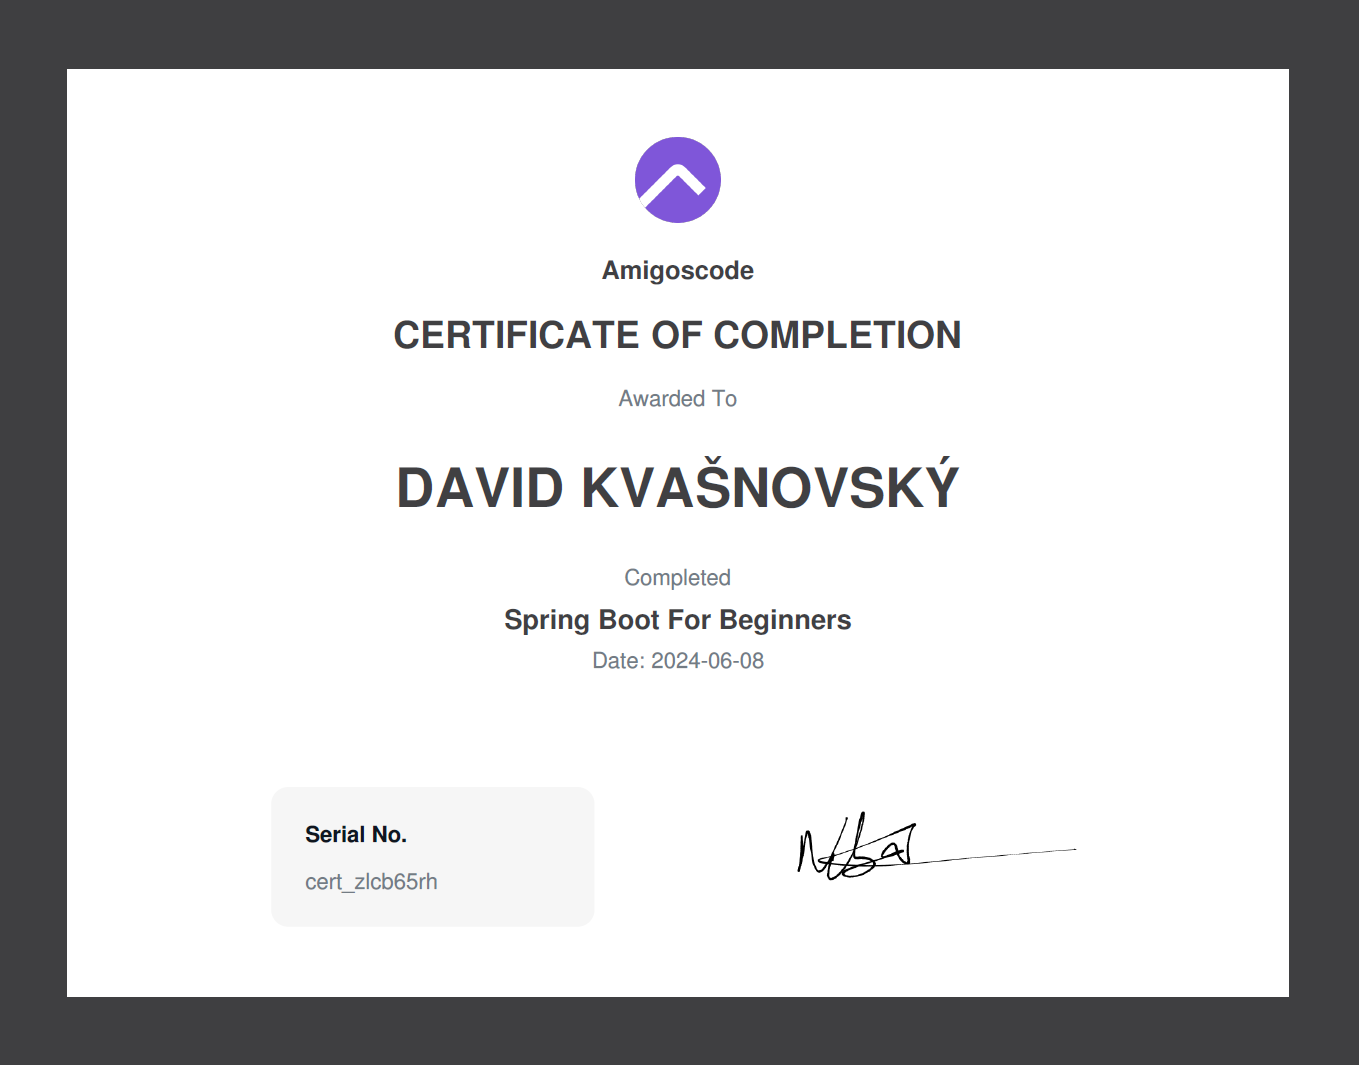 Amigoscode
CERTIFICATE OF COMPLETION
Awarded To
DAVID KVAŠNOVSKÝ
Completed
Spring Boot For Beginners
Date: 2024-06-08
Serial No.
cert_zlcb65rh